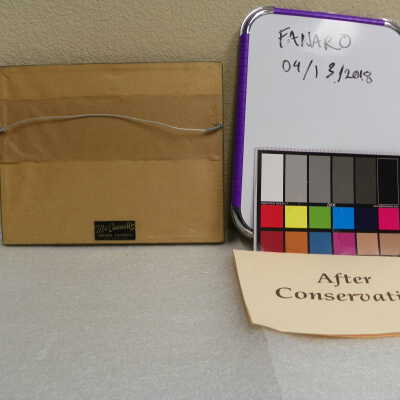 FANARO
04/13/2018
After
Conservati